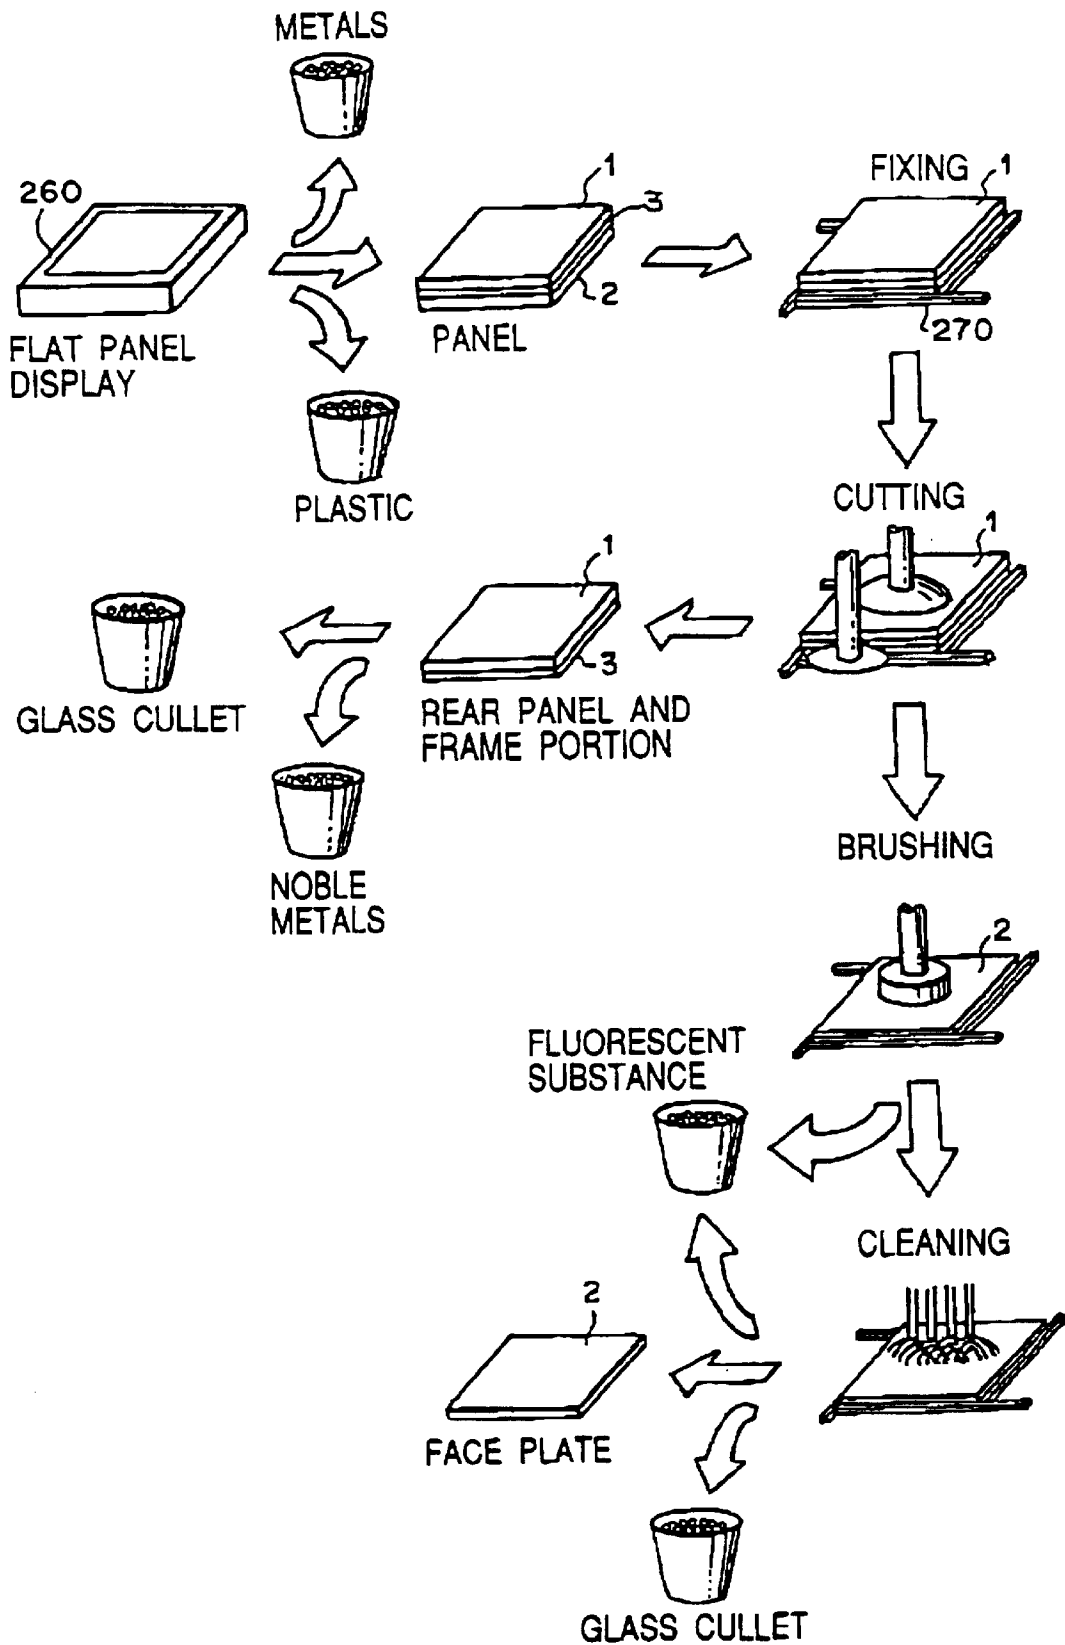 METALS
260
FLAT PANEL
DISPLAY
PLASTIC
1
3
2
PANEL
FIXING
1
270
CUTTING
1
1
3
REAR PANEL AND
FRAME PORTION
GLASS CULLET
NOBLE
METALS
BRUSHING
2
FLUORESCENT
SUBSTANCE
CLEANING
2
FACE PLATE
GLASS CULLET